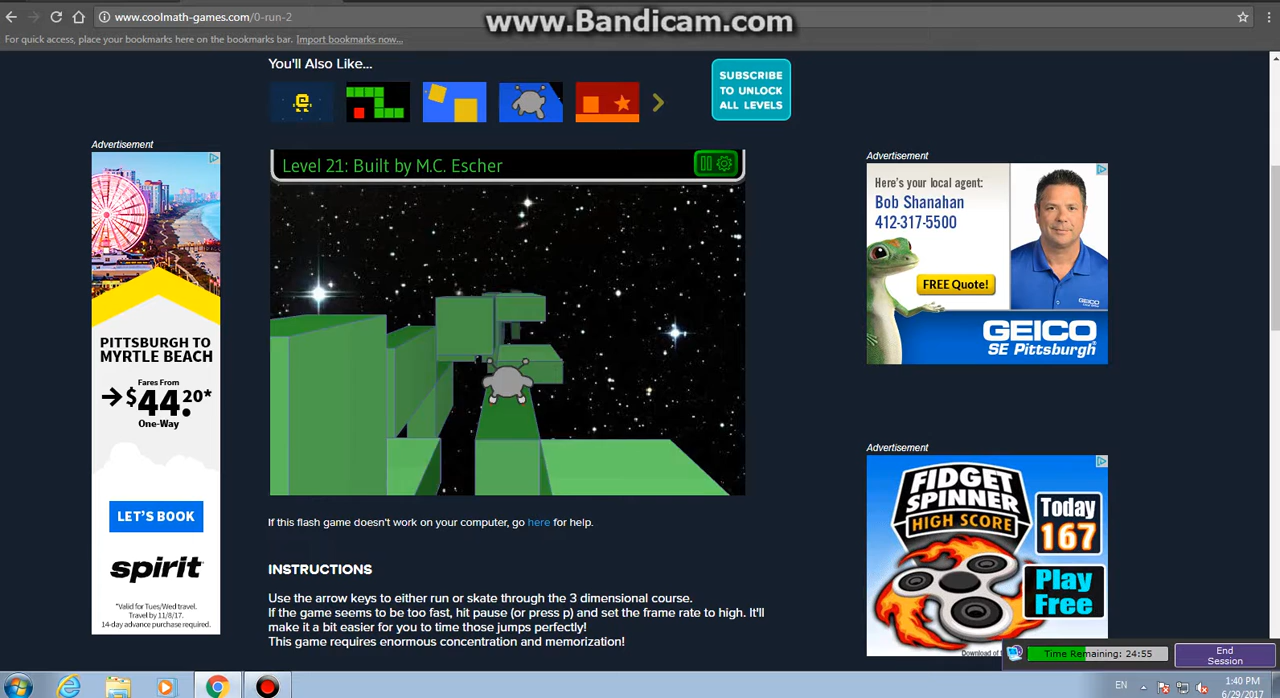 www.coolmath-games.com/0-run-2
www.Bandicam.com
For quick access, place your bookmarks here on the bookmarks bar. Import bookmarks now...
You'll Also Like...
SUBSCRIBE
TO UNLOCK
ALL LEVELS
Advertisement
PITTSBURGH TO
MYRTLE BEACH
Fares From
$44.20*
One-Way
LET'S BOOK
spirit
*Valid for Tues/Wed travel.
Travel by 11/8/17.
14-day advance purchase required.
Level 21: Built by M.C. Escher
If this flash game doesn't work on your computer, go here for help.
INSTRUCTIONS
Use the arrow keys to either run or skate through the 3 dimensional course.
If the game seems to be too fast, hit pause (or press p) and set the frame rate to high. It'll
make it a bit easier for you to time those jumps perfectly!
This game requires enormous concentration and memorization!
Advertisement
Here's your local agent:
Bob Shanahan
412-317-5500
FREE Quote!
GEICO
SE Pittsburgh
Advertisement
FIDGET
SPINNER
HIGH SCORE
Today
167
Play
Free
Time Remaining: 24:55
End
Session
EN
1:40 PM
6/29/2017